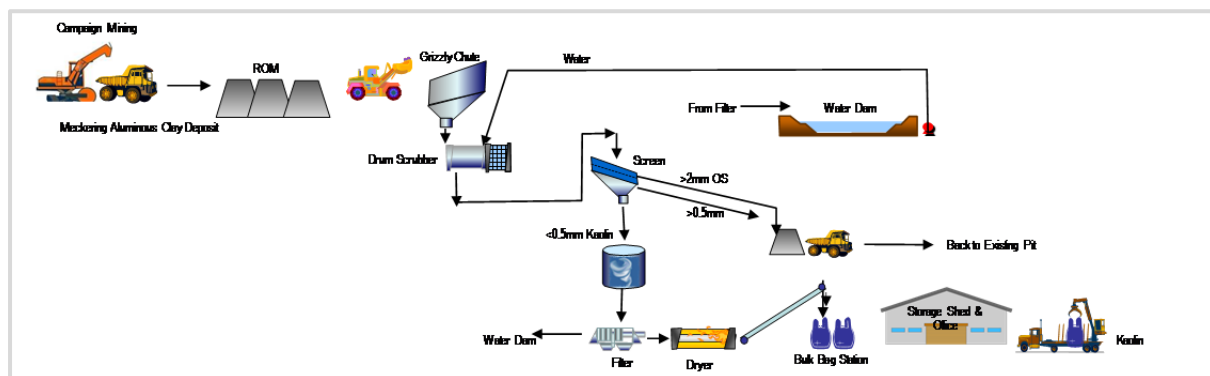 Campaign Mining
ROM
Grizzly Chute
Water
From Filter
Water Dam
Meckering Aluminous Clay Deposit
Drum Scrubber
Screen
>2mm OS
>0.5mm
<0.5mm Kaolin
Back to Existing Pit
Storage Shed &
Office
Water Dam
Filter
Dryer
Bulk Bag Station
Kaolin